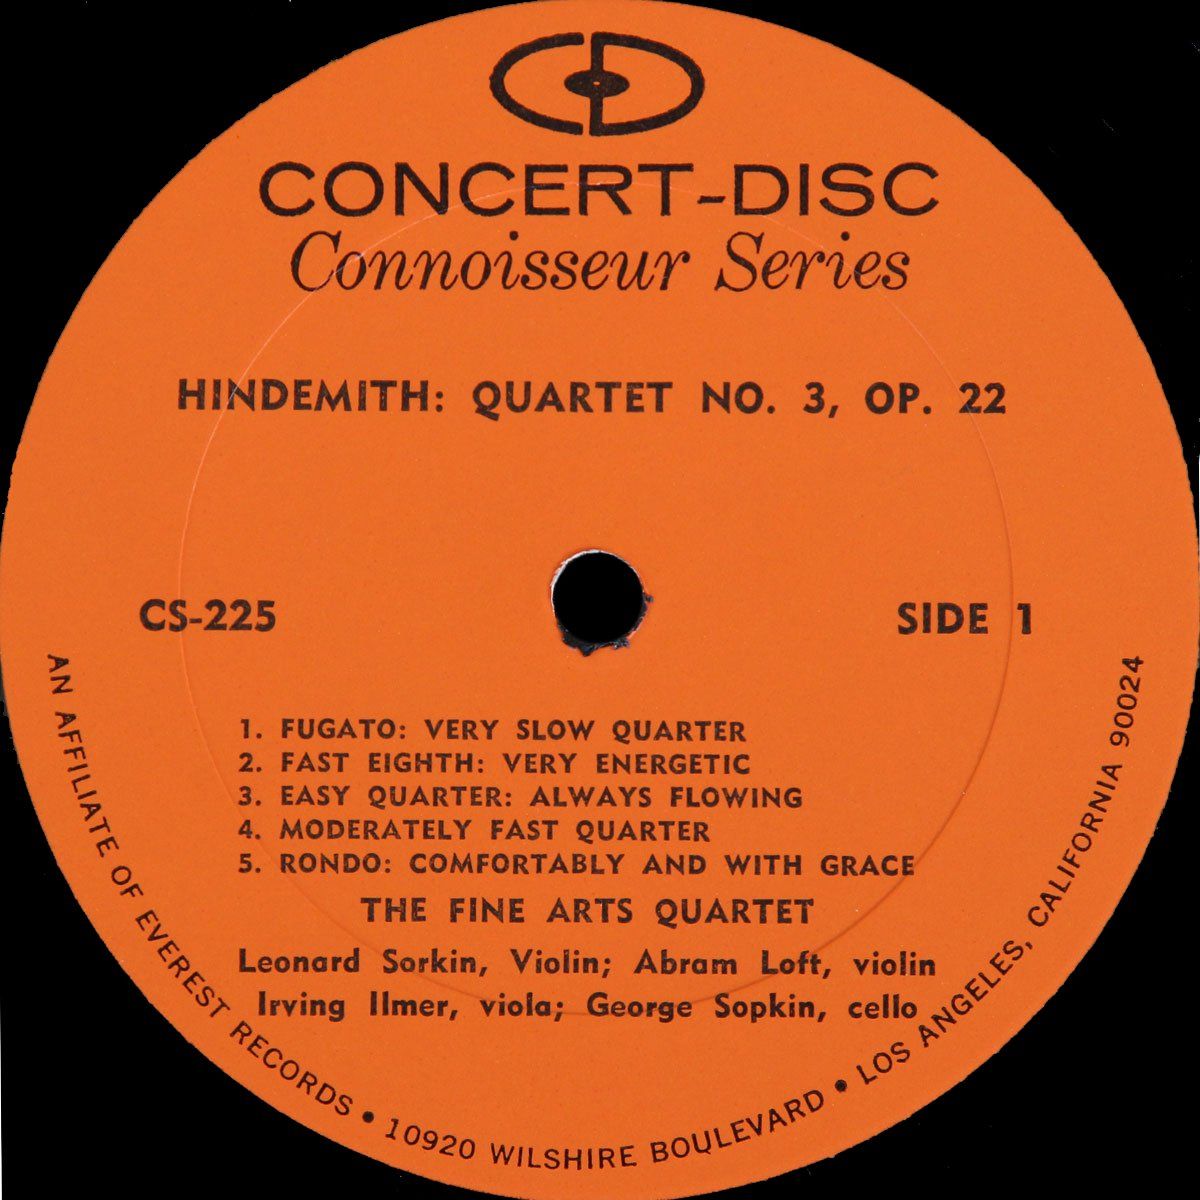 CD
CONCERT-DISC
Connoisseur Series
HINDEMITH: QUARTET NO. 3, OP. 22
CS-225
SIDE 1
1. FUGATO: VERY SLOW QUARTER
2. FAST EIGHTH: VERY ENERGETIC
3. EASY QUARTER: ALWAYS FLOWING
4. MODERATELY FAST QUARTER
5. RONDO: COMFORTABLY AND WITH GRACE
THE FINE ARTS QUARTET
Leonard Sorkin, Violin; Abram Loft, violin
Irving Ilmer, viola; George Sopkin, cello
AN AFFILIATE OF EVEREST RECORDS • 10920 WILSHIRE BOULEVARD • LOS ANGELES, CALIFORNIA 90024